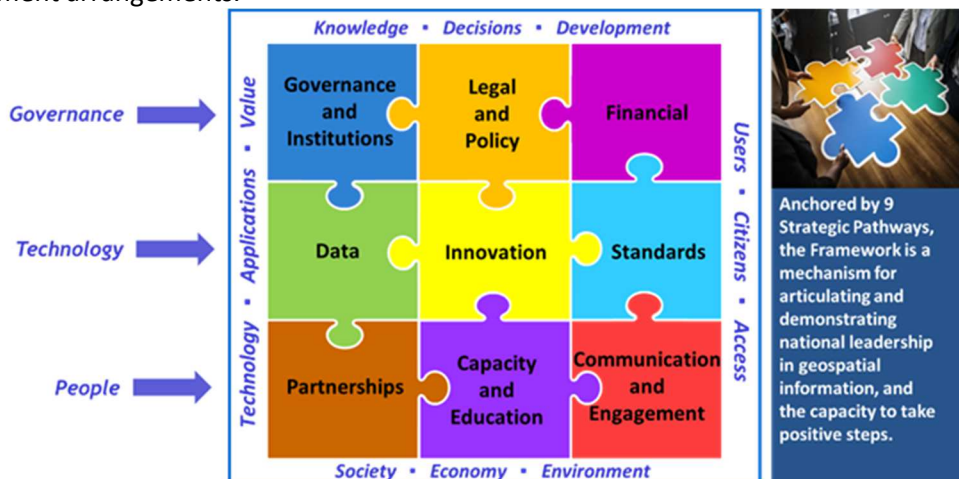 ment arrangements.
Knowledge ▪ Decisions ▪ Development
Governance
Technology
People
Technology ▪ Applications ▪ Value
Governance
and
Institutions
Legal
and
Policy
Financial
Data
Innovation
Standards
Partnerships
Capacity
and
Education
Communication
and
Engagement
Users ▪ Citizens ▪ Access
Society ▪ Economy ▪ Environment
Anchored by 9
Strategic Pathways,
the Framework is a
mechanism for
articulating and
demonstrating
national leadership
in geospatial
information, and
the capacity to take
positive steps.